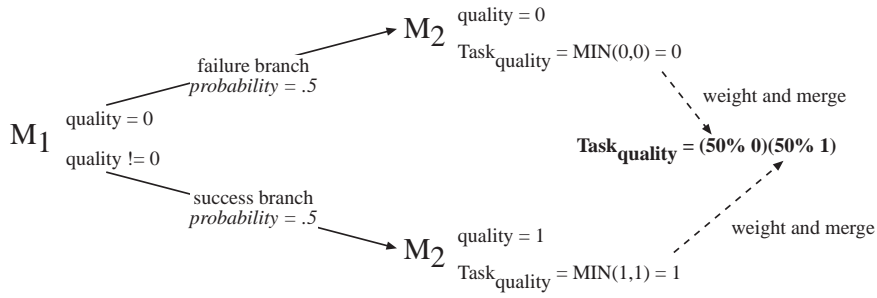 M2 quality = 0
Taskquality = MIN(0,0) = 0
failure branch
probability = .5
weight and merge
M1 quality = 0
quality != 0
Taskquality = (50% 0)(50% 1)
success branch
probability = .5
weight and merge
M2 quality = 1
Taskquality = MIN(1,1) = 1